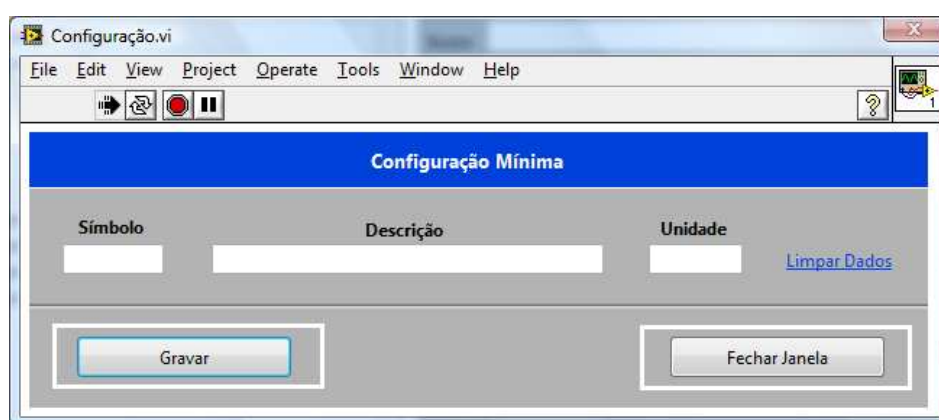 Configuração.vi
File Edit View Project Operate Tools Window Help
?
1
Configuração Mínima
Símbolo Descrição Unidade
Limpar Dados
Gravar Fechar Janela